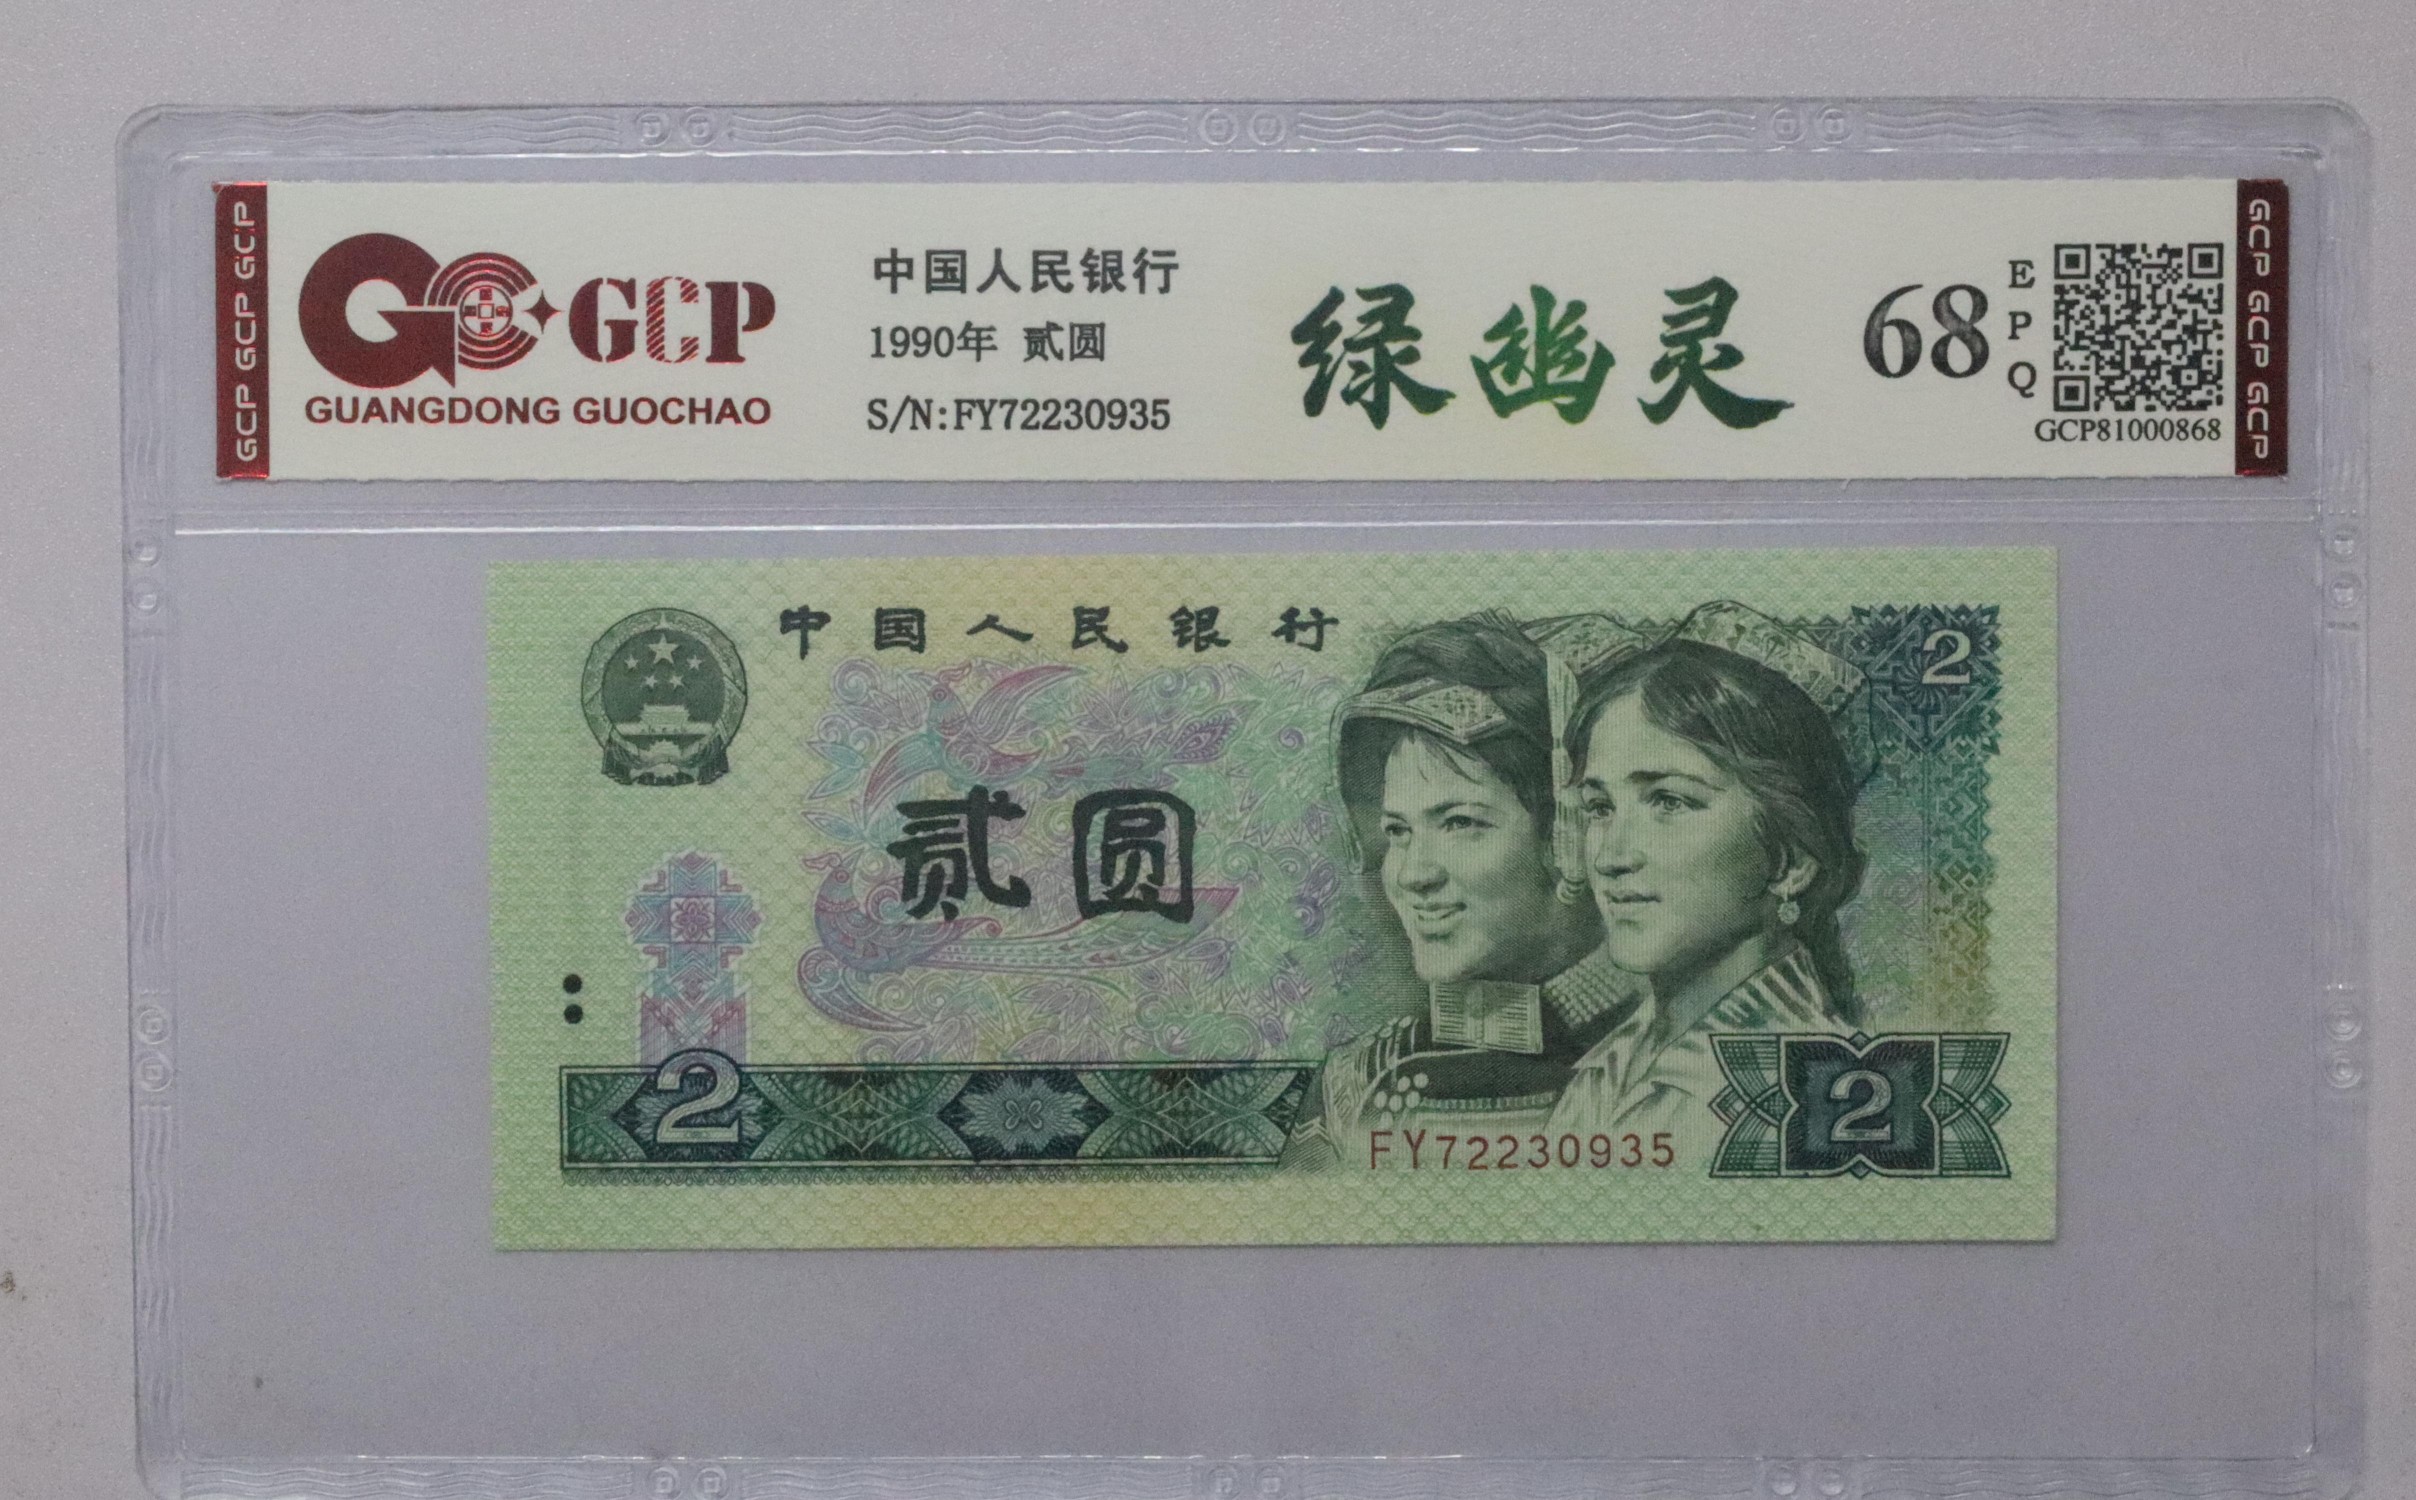 GCP GCP GCP
GCP
GUANGDONG GUOCHAO
中国人民银行
1990年 贰圆
S/N:FY72230935
绿幽灵
68
EPQ
GCP81000868
GCP GCP GCP
中国人民银行
2
贰圆
2
FY72230935
2